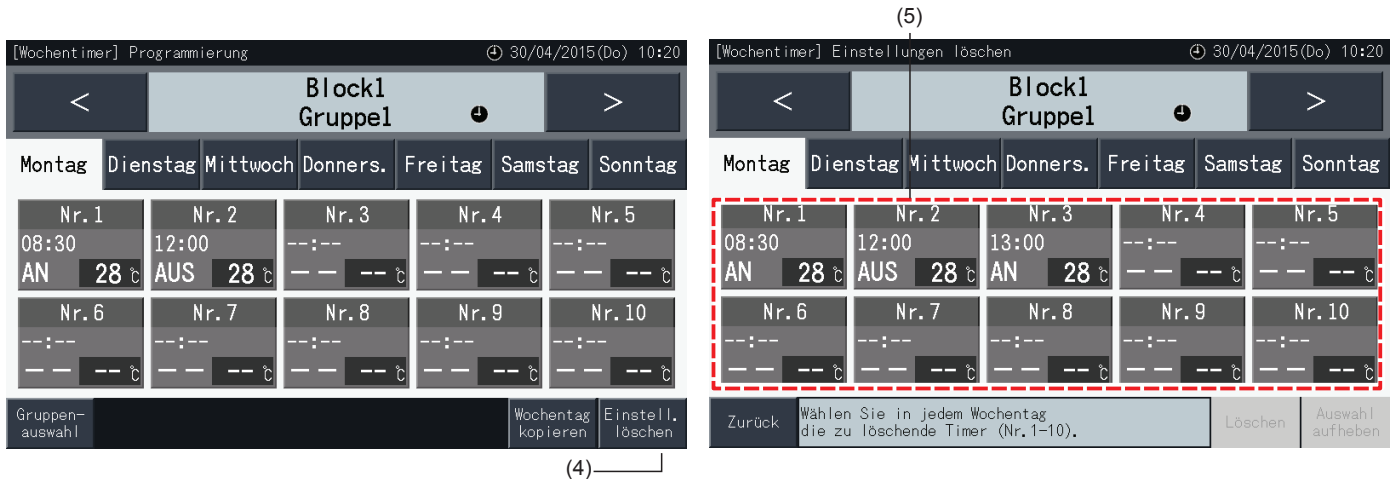 (5)
[Wochentimer] Programmierung 30/04/2015(Do) 10:20
< Block1 >
Gruppe1
Montag Dienstag Mittwoch Donners. Freitag Samstag Sonntag
Nr.1 Nr.2 Nr.3 Nr.4 Nr.5
08:30 12:00 --:-- --:-- --:--
AN 28℃ AUS 28℃ -- --℃ -- --℃ -- --℃
Nr.6 Nr.7 Nr.8 Nr.9 Nr.10
--:-- --:-- --:-- --:-- --:--
-- --℃ -- --℃ -- --℃ -- --℃ -- --℃
Gruppen- Wochentag Einstell.
auswahl kopieren löschen
(4)
[Wochentimer] Einstellungen löschen 30/04/2015(Do) 10:20
< Block1 >
Gruppe1
Montag Dienstag Mittwoch Donners. Freitag Samstag Sonntag
Nr.1 Nr.2 Nr.3 Nr.4 Nr.5
08:30 12:00 13:00 --:-- --:--
AN 28℃ AUS 28℃ AN 28℃ -- --℃ -- --℃
Nr.6 Nr.7 Nr.8 Nr.9 Nr.10
--:-- --:-- --:-- --:-- --:--
-- --℃ -- --℃ -- --℃ -- --℃ -- --℃
Zurück Wählen Sie in jedem Wochentag Löschen Auswahl
die zu löschende Timer (Nr.1-10). aufheben